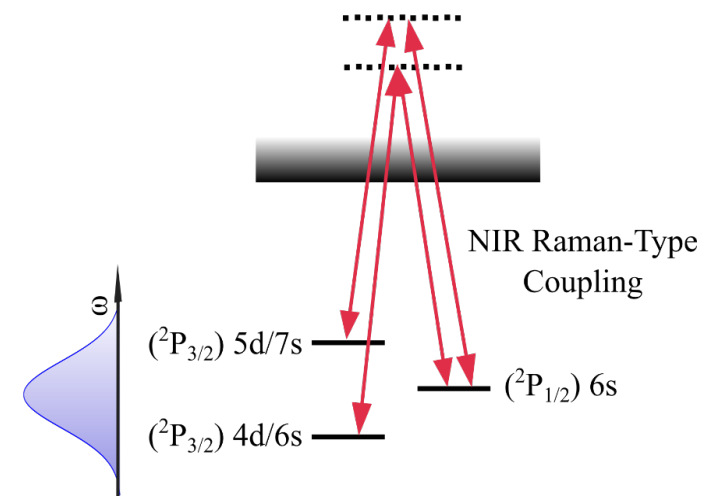 NIR Raman-Type
Coupling
ω
(²P₃/₂) 5d/7s
(²P₁/₂) 6s
(²P₃/₂) 4d/6s